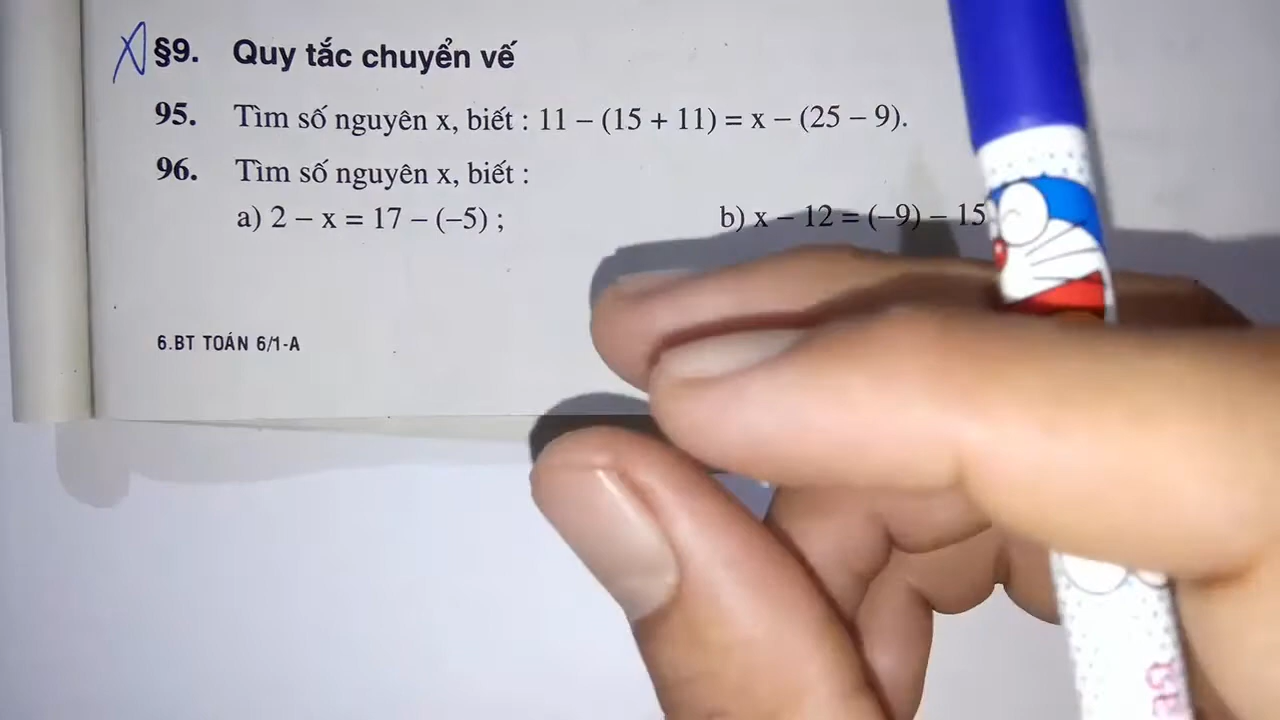 §9. Quy tắc chuyển vế
95. Tìm số nguyên x, biết : 11 – (15 + 11) = x – (25 – 9).
96. Tìm số nguyên x, biết :
a) 2 – x = 17 – (–5) ; b) x – 12 = (–9) – 15
6.BT TOÁN 6/1-A